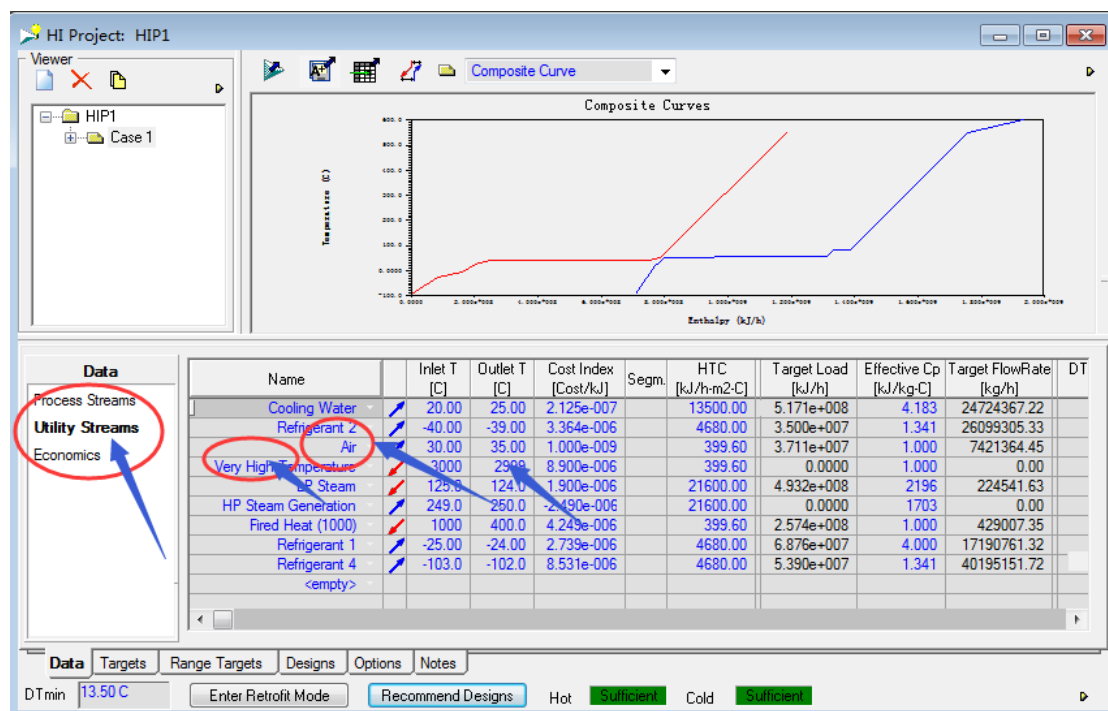 HI Project: HIP1
Viewer
Composite Curve
HIP1
Case 1
Composite Curves
Temperature (C)
0.0000
-100.0
Enthalpy (kJ/h)
Data
Process Streams
Utility Streams
Economics
Name Inlet T [C] Outlet T [C] Cost Index [Cost/kJ] Segm. HTC [kJ/h-m2-C] Target Load [kJ/h] Effective Cp [kJ/kg-C] Target FlowRate [kg/h] DT
Cooling Water 20.00 25.00 2.125e-007 13500.00 5.171e+008 4.183 24724367.22
Refrigerant 2 -40.00 -39.00 3.364e-006 4680.00 3.500e+007 1.341 26099305.33
Air 30.00 35.00 1.000e-009 399.60 3.711e+007 1.000 7421364.45
Very High Temperature 3000 2999 8.900e-006 399.60 0.0000 1.000 0.00
LP Steam 125.0 124.0 1.900e-006 21600.00 4.932e+008 2196 224541.63
HP Steam Generation 249.0 250.0 -2.490e-006 21600.00 0.0000 1703 0.00
Fired Heat (1000) 1000 400.0 4.249e-006 399.60 2.574e+008 1.000 429007.35
Refrigerant 1 -25.00 -24.00 2.739e-006 4680.00 6.876e+007 4.000 17190761.32
Refrigerant 4 -103.0 -102.0 8.531e-006 4680.00 5.390e+007 1.341 40195151.72
<empty>
Data Targets Range Targets Designs Options Notes
DTmin 13.50 C Enter Retrofit Mode Recommend Designs Hot Sufficient Cold Sufficient